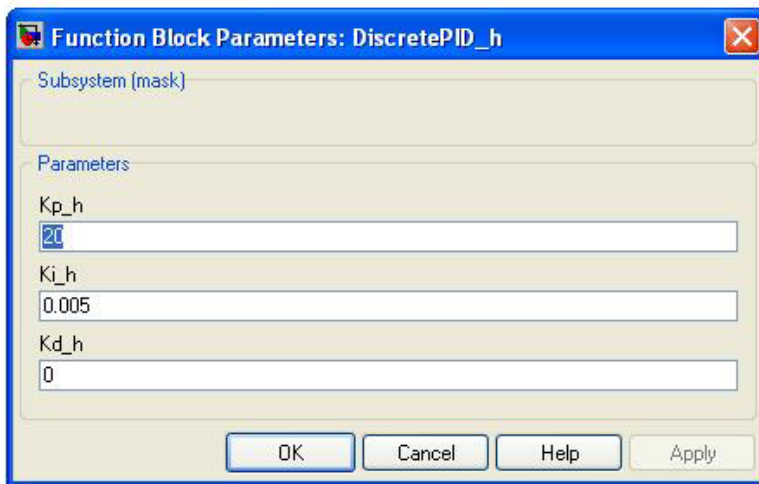 Function Block Parameters: DiscretePID_h
Subsystem (mask)
Parameters
Kp_h
20
Ki_h
0.005
Kd_h
0
OK Cancel Help Apply